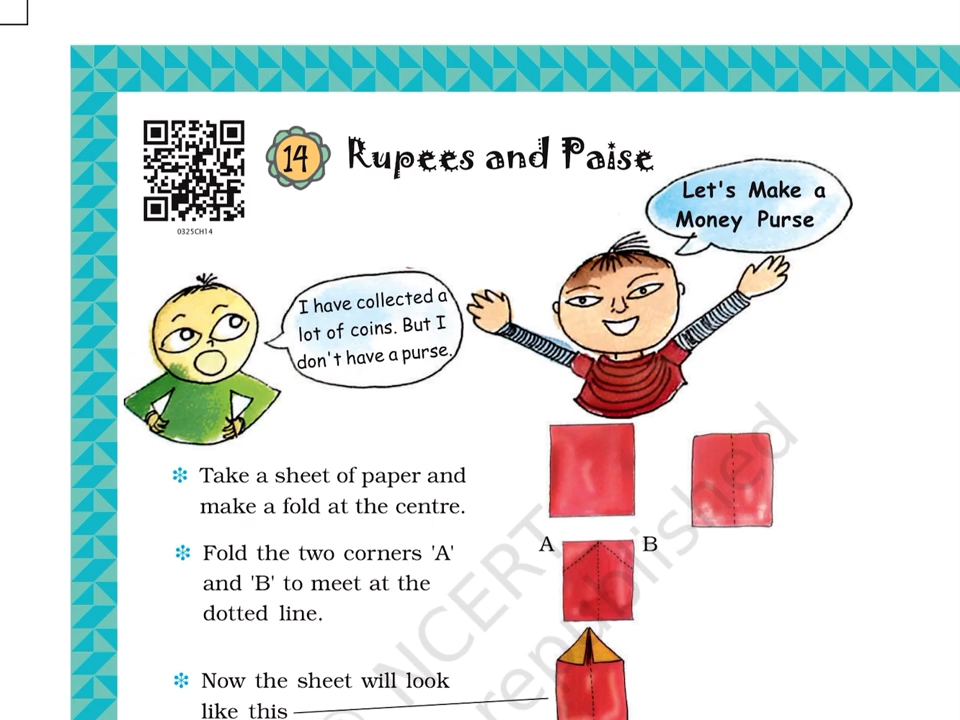 14 Rupees and Paise
0325CH14
Let's Make a
Money Purse
I have collected a
lot of coins. But I
don't have a purse.
❉ Take a sheet of paper and
make a fold at the centre.
A B
❉ Fold the two corners 'A'
and 'B' to meet at the
dotted line.
❉ Now the sheet will look
like this
© NCERT
republished